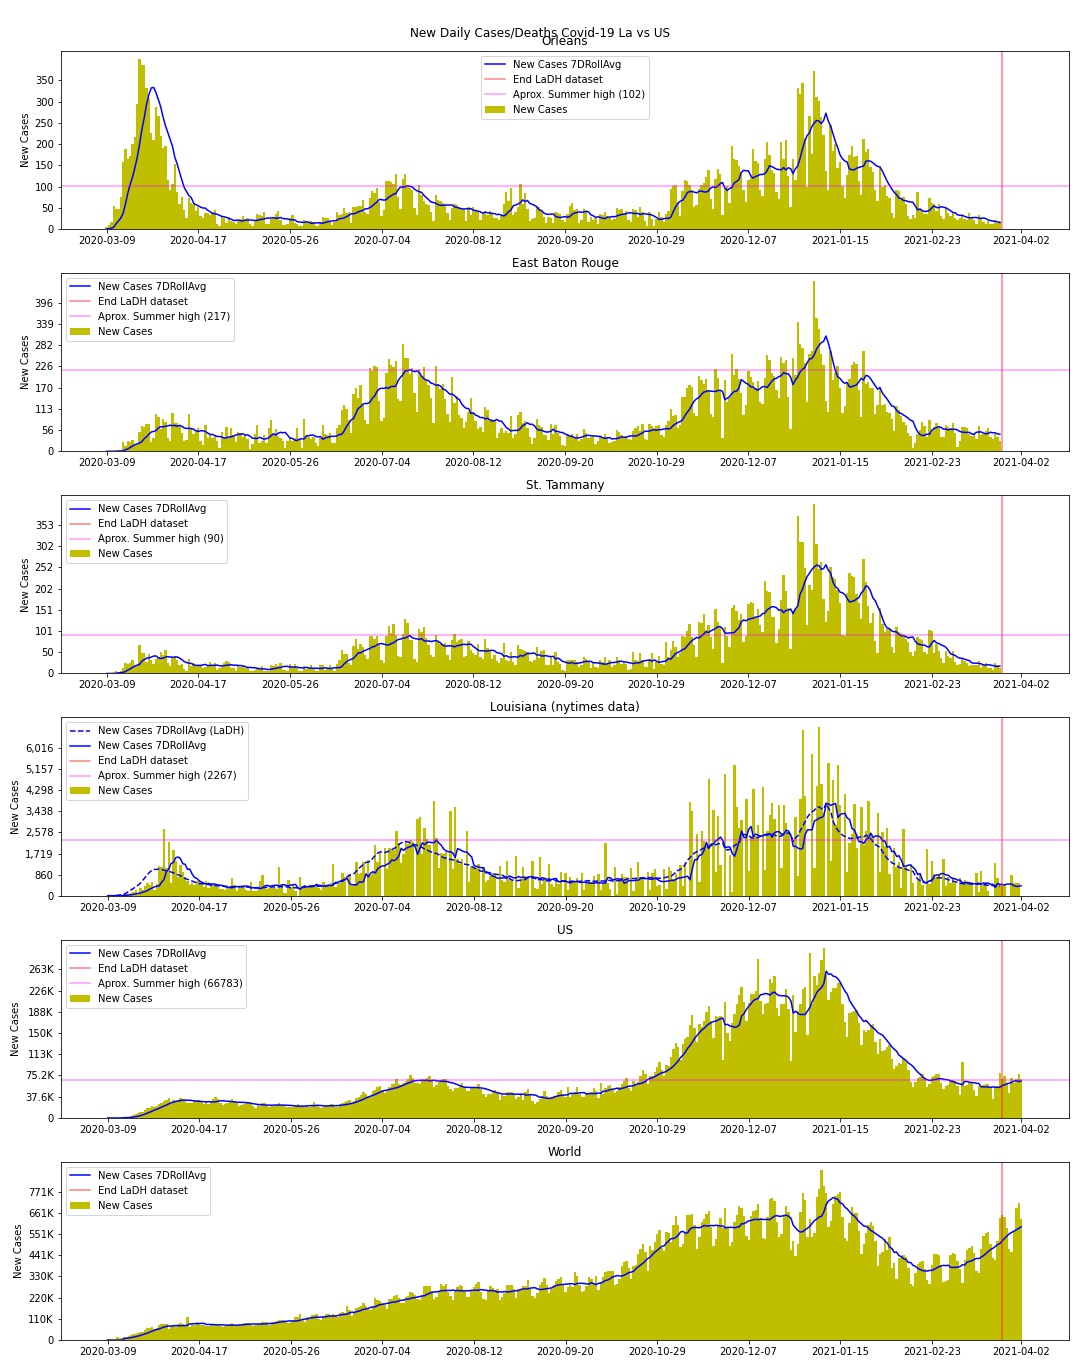 New Daily Cases/Deaths Covid-19 La vs US
Orleans
New Cases 7DRollAvg
End LaDH dataset
Aprox. Summer high (102)
New Cases
New Cases
350
300
250
200
150
100
50
0
2020-03-09 2020-04-17 2020-05-26 2020-07-04 2020-08-12 2020-09-20 2020-10-29 2020-12-07 2021-01-15 2021-02-23 2021-04-02
East Baton Rouge
New Cases 7DRollAvg
End LaDH dataset
Aprox. Summer high (217)
New Cases
New Cases
396
339
282
226
170
113
56
0
2020-03-09 2020-04-17 2020-05-26 2020-07-04 2020-08-12 2020-09-20 2020-10-29 2020-12-07 2021-01-15 2021-02-23 2021-04-02
St. Tammany
New Cases 7DRollAvg
End LaDH dataset
Aprox. Summer high (90)
New Cases
New Cases
353
302
252
202
151
101
50
0
2020-03-09 2020-04-17 2020-05-26 2020-07-04 2020-08-12 2020-09-20 2020-10-29 2020-12-07 2021-01-15 2021-02-23 2021-04-02
Louisiana (nytimes data)
New Cases 7DRollAvg (LaDH)
New Cases 7DRollAvg
End LaDH dataset
Aprox. Summer high (2267)
New Cases
New Cases
6,016
5,157
4,298
3,438
2,578
1,719
860
0
2020-03-09 2020-04-17 2020-05-26 2020-07-04 2020-08-12 2020-09-20 2020-10-29 2020-12-07 2021-01-15 2021-02-23 2021-04-02
US
New Cases 7DRollAvg
End LaDH dataset
Aprox. Summer high (66783)
New Cases
New Cases
263K
226K
188K
150K
113K
75.2K
37.6K
0
2020-03-09 2020-04-17 2020-05-26 2020-07-04 2020-08-12 2020-09-20 2020-10-29 2020-12-07 2021-01-15 2021-02-23 2021-04-02
World
New Cases 7DRollAvg
End LaDH dataset
New Cases
New Cases
771K
661K
551K
441K
330K
220K
110K
0
2020-03-09 2020-04-17 2020-05-26 2020-07-04 2020-08-12 2020-09-20 2020-10-29 2020-12-07 2021-01-15 2021-02-23 2021-04-02